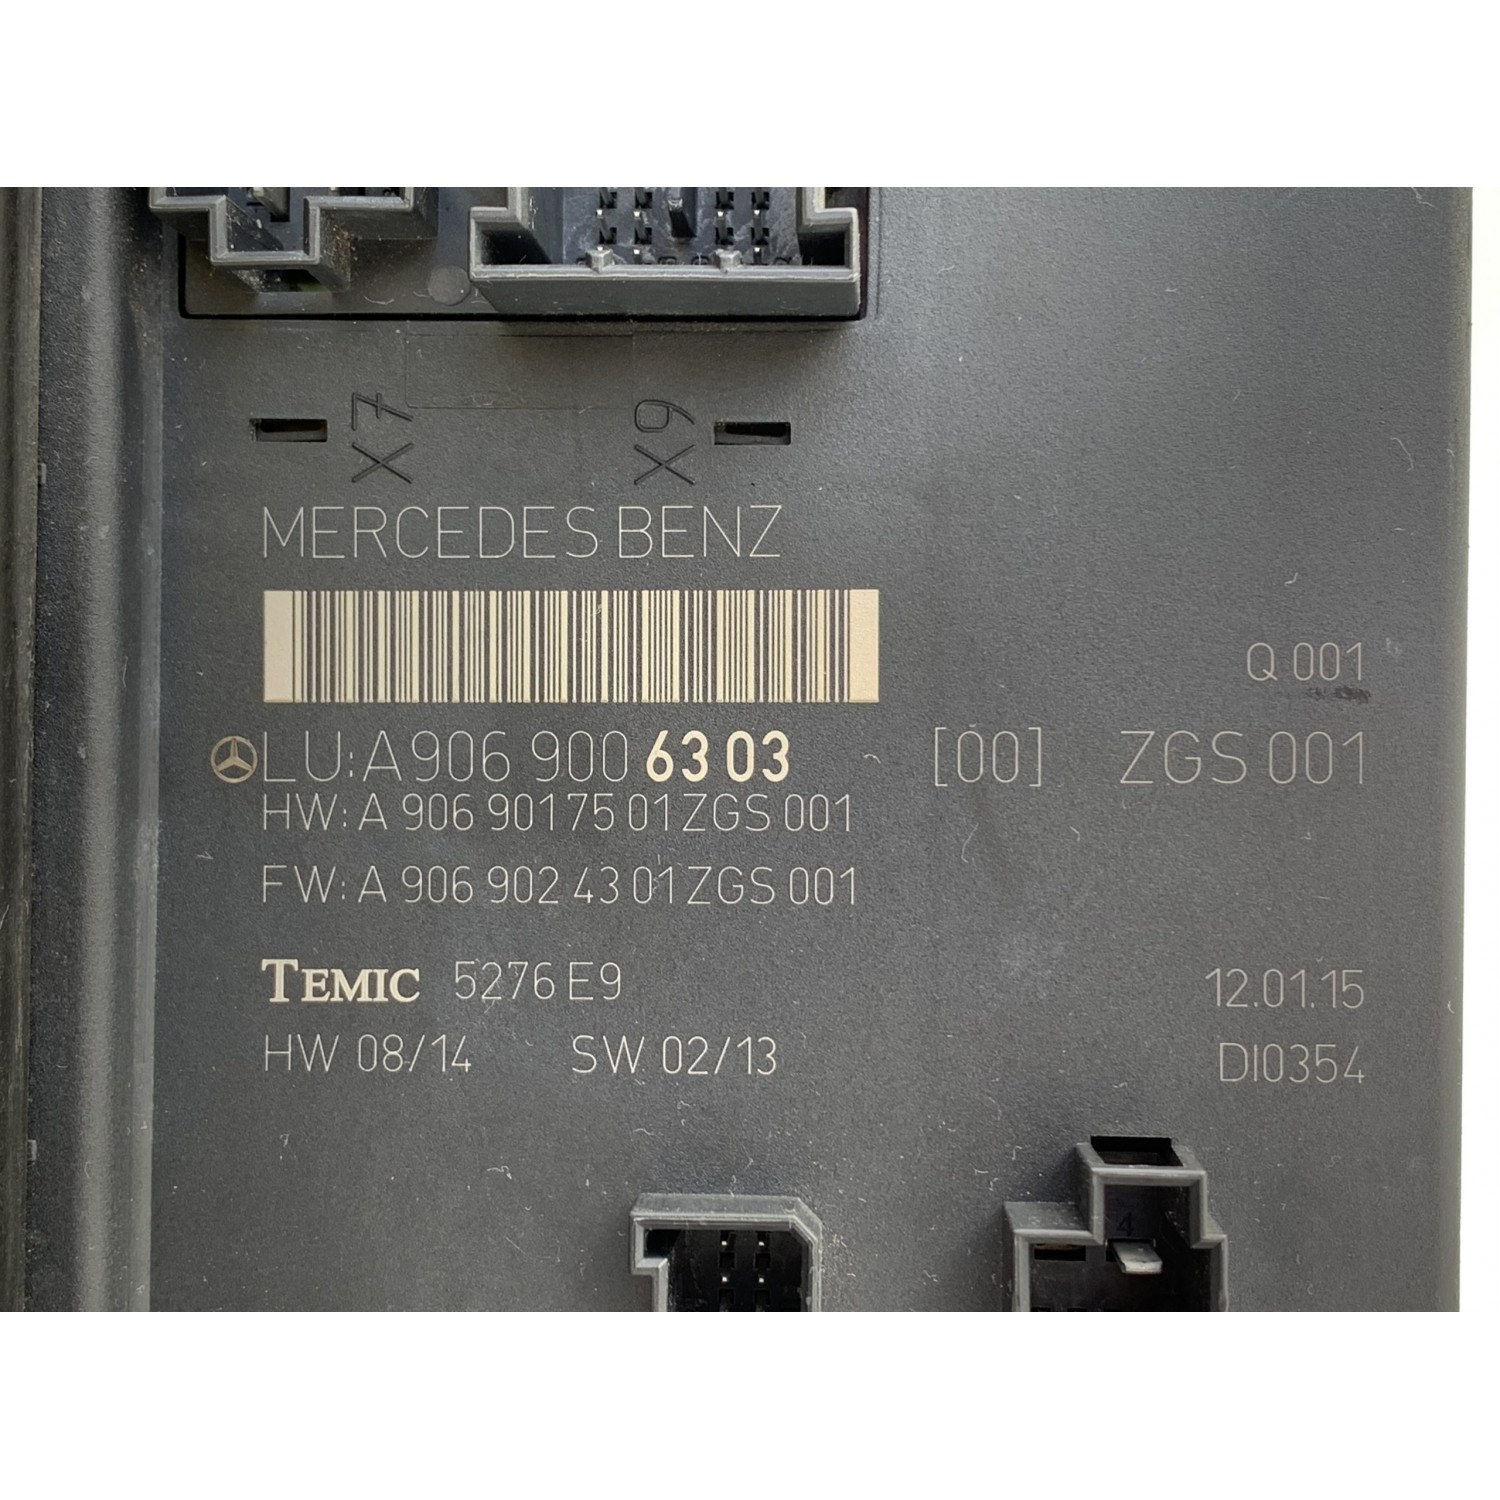 X7 X9
MERCEDES BENZ
Q 001
LU: A 906 900 63 03 [00] ZGS 001
HW: A 906 901 75 01 ZGS 001
FW: A 906 902 43 01 ZGS 001
TEMIC 5276 E9 12.01.15
HW 08/14 SW 02/13 DI0354
4